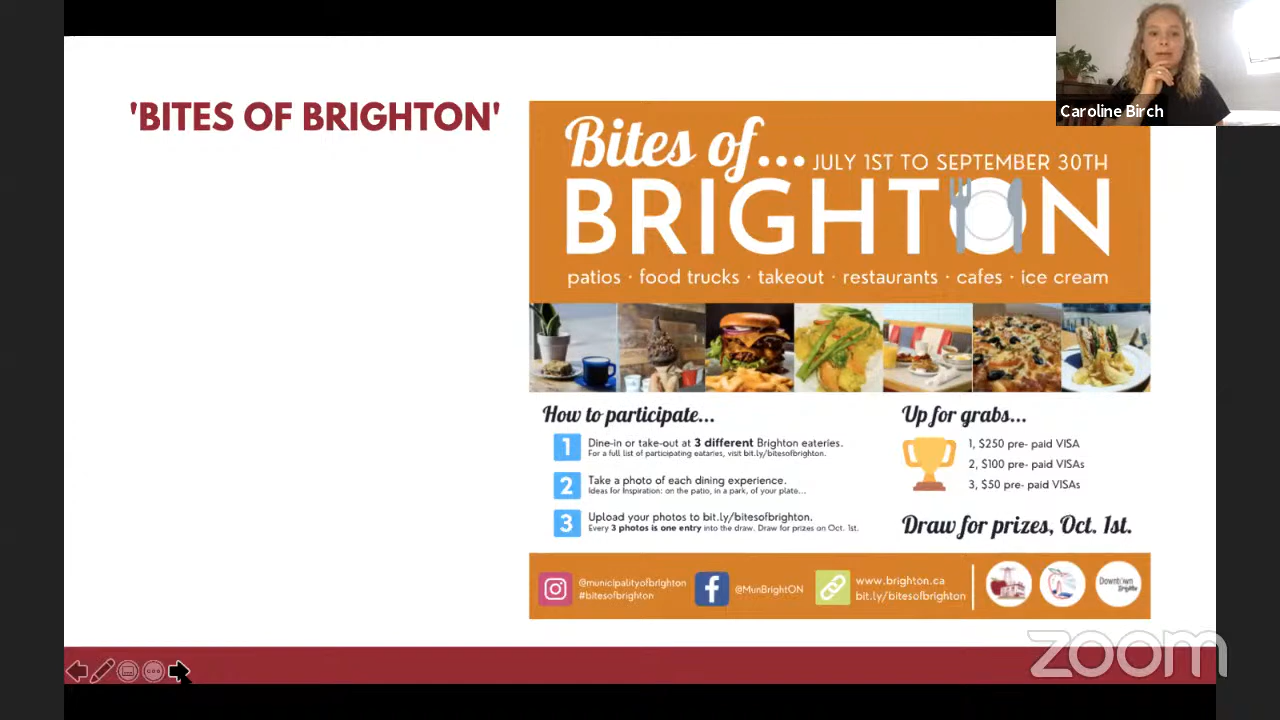 Caroline Birch
'BITES OF BRIGHTON'
Bites of...
JULY 1ST TO SEPTEMBER 30TH
BRIGHTON
patios · food trucks · takeout · restaurants · cafes · ice cream
How to participate...
1 Dine-in or take-out at 3 different Brighton eateries.
For a full list of participating eataries, visit bit.ly/bitesofbrighton.
2 Take a photo of each dining experience.
Ideas for Inspiration: on the patio, in a park, of your plate...
3 Upload your photos to bit.ly/bitesofbrighton.
Every 3 photos is one entry into the draw. Draw for prizes on Oct. 1st.
Up for grabs...
1, $250 pre- paid VISA
2, $100 pre- paid VISAs
3, $50 pre- paid VISAs
Draw for prizes, Oct. 1st.
@municipalityofbrighton
#bitesofbrighton
@MunBrightON
www.brighton.ca
bit.ly/bitesofbrighton
Downtown
Brighton
zoom